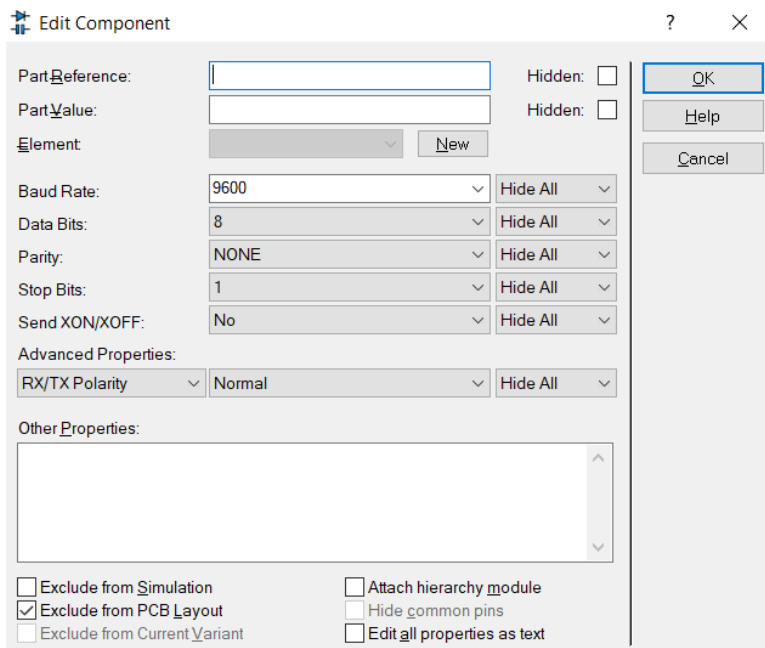 Edit Component ? ×
Part Reference: Hidden: OK
Part Value: Hidden: Help
Element: New Cancel
Baud Rate: 9600 Hide All
Data Bits: 8 Hide All
Parity: NONE Hide All
Stop Bits: 1 Hide All
Send XON/XOFF: No Hide All
Advanced Properties:
RX/TX Polarity Normal Hide All
Other Properties:
Exclude from Simulation Attach hierarchy module
Exclude from PCB Layout Hide common pins
Exclude from Current Variant Edit all properties as text